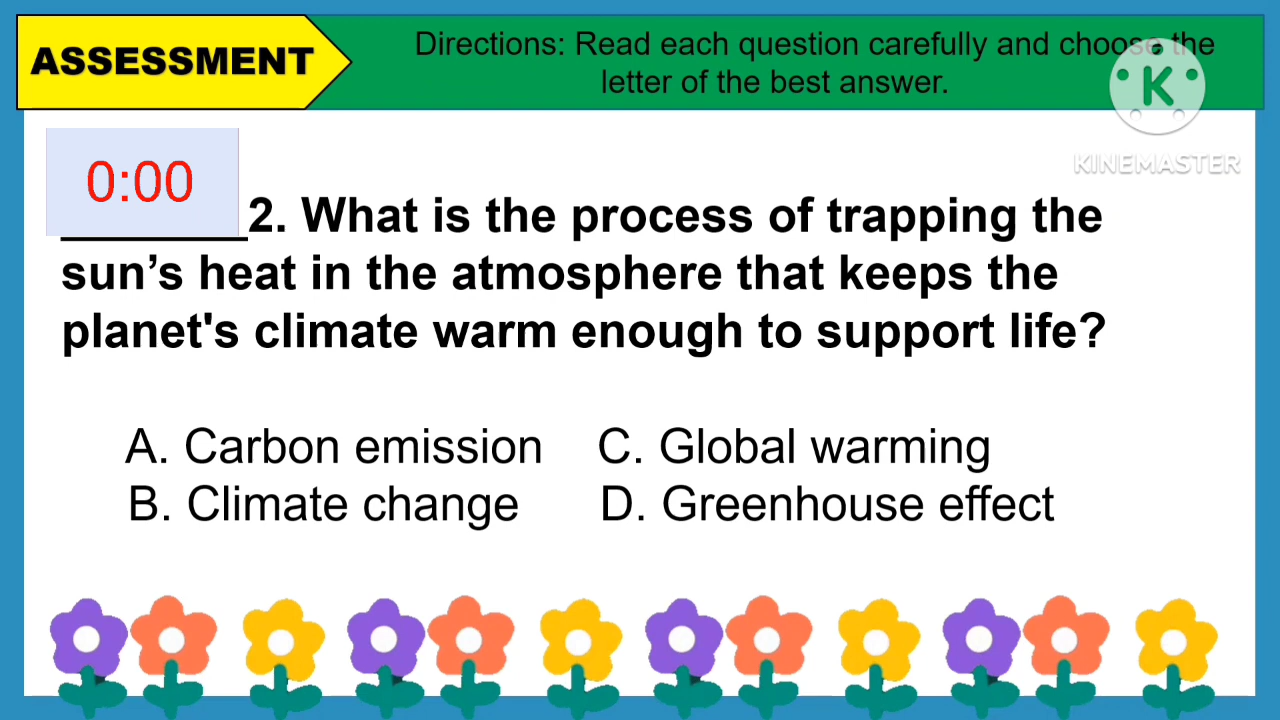 ASSESSMENT
Directions: Read each question carefully and choose the
letter of the best answer.
K
KINEMASTER
0:00
2. What is the process of trapping the
sun’s heat in the atmosphere that keeps the
planet's climate warm enough to support life?
A. Carbon emission C. Global warming
B. Climate change D. Greenhouse effect